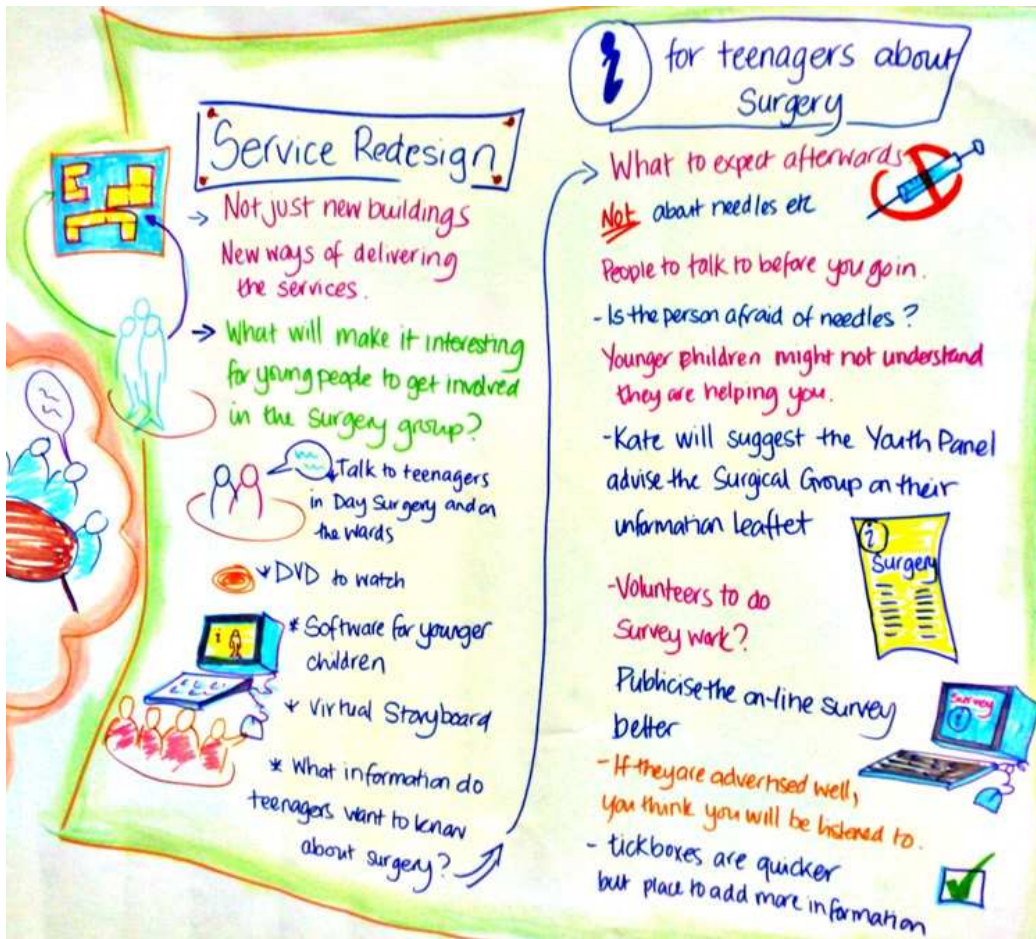 Service Redesign
→ Not just new buildings
New ways of delivering
the services.
→ What will make it interesting
for young people to get involved
in the surgery group?
* Talk to teenagers
in Day Surgery and on
the wards
* DVD to watch
* Software for younger
children
* Virtual Storyboard
* What information do
teenagers want to know
about surgery?
i for teenagers about
Surgery
What to expect afterwards
Not about needles etc
People to talk to before you go in.
- Is the person afraid of needles?
Younger children might not understand
they are helping you.
- Kate will suggest the Youth Panel
advise the Surgical Group on their
information leaflet
i
Surgery
- Volunteers to do
Survey work?
Publicise the on-line survey
better
Survey
i
- If they are advertised well,
you think you will be listened to.
- tickboxes are quicker
but place to add more information